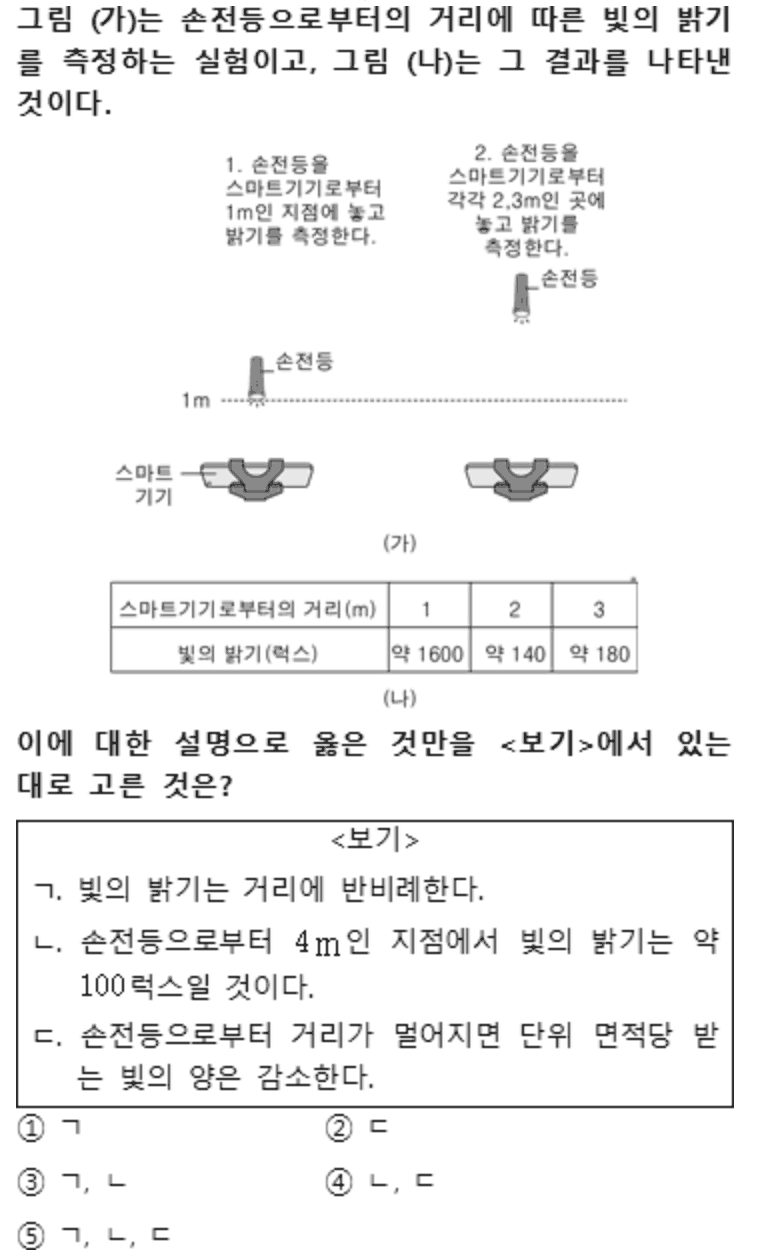 그림 (가)는 손전등으로부터의 거리에 따른 빛의 밝기
를 측정하는 실험이고, 그림 (나)는 그 결과를 나타낸
것이다.
1. 손전등을
스마트기기로부터
1m인 지점에 놓고
밝기를 측정한다.
2. 손전등을
스마트기기로부터
각각 2,3m인 곳에
놓고 밝기를
측정한다.
손전등
손전등
1m
스마트
기기
(가)
스마트기기로부터의 거리(m) 1 2 3
빛의 밝기(럭스) 약 1600 약 140 약 180
(나)
이에 대한 설명으로 옳은 것만을 <보기>에서 있는
대로 고른 것은?
<보기>
ㄱ. 빛의 밝기는 거리에 반비례한다.
ㄴ. 손전등으로부터 4m인 지점에서 빛의 밝기는 약
100럭스일 것이다.
ㄷ. 손전등으로부터 거리가 멀어지면 단위 면적당 받
는 빛의 양은 감소한다.
① ㄱ ② ㄷ
③ ㄱ, ㄴ ④ ㄴ, ㄷ
⑤ ㄱ, ㄴ, ㄷ